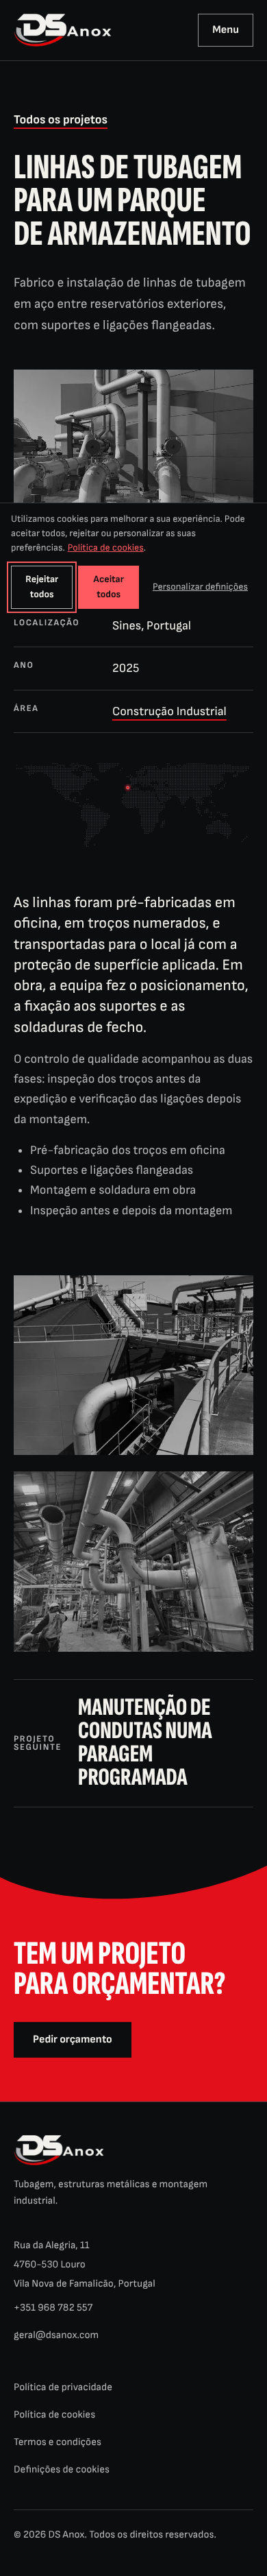 DS Anox
Menu
Todos os projetos
LINHAS DE TUBAGEM
PARA UM PARQUE
DE ARMAZENAMENTO
Fabrico e instalação de linhas de tubagem
em aço entre reservatórios exteriores,
com suportes e ligações flangeadas.
Utilizamos cookies para melhorar a sua experiência. Pode
aceitar todos, rejeitar ou personalizar as suas
preferências. Política de cookies.
Rejeitar
todos
Aceitar
todos
Personalizar definições
LOCALIZAÇÃO
Sines, Portugal
ANO
2025
ÁREA
Construção Industrial
As linhas foram pré-fabricadas em
oficina, em troços numerados, e
transportadas para o local já com a
proteção de superfície aplicada. Em
obra, a equipa fez o posicionamento,
a fixação aos suportes e as
soldaduras de fecho.
O controlo de qualidade acompanhou as duas
fases: inspeção dos troços antes da
expedição e verificação das ligações depois
da montagem.
• Pré-fabricação dos troços em oficina
• Suportes e ligações flangeadas
• Montagem e soldadura em obra
• Inspeção antes e depois da montagem
PROJETO
SEGUINTE
MANUTENÇÃO DE
CONDUTAS NUMA
PARAGEM
PROGRAMADA
TEM UM PROJETO
PARA ORÇAMENTAR?
Pedir orçamento
DS Anox
Tubagem, estruturas metálicas e montagem
industrial.
Rua da Alegria, 11
4760-530 Louro
Vila Nova de Famalicão, Portugal
+351 968 782 557
geral@dsanox.com
Política de privacidade
Política de cookies
Termos e condições
Definições de cookies
© 2026 DS Anox. Todos os direitos reservados.